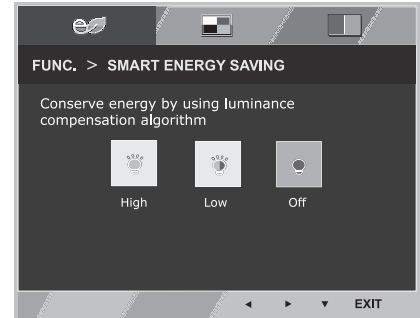 FUNC. > SMART ENERGY SAVING
Conserve energy by using luminance
compensation algorithm
High Low Off
EXIT